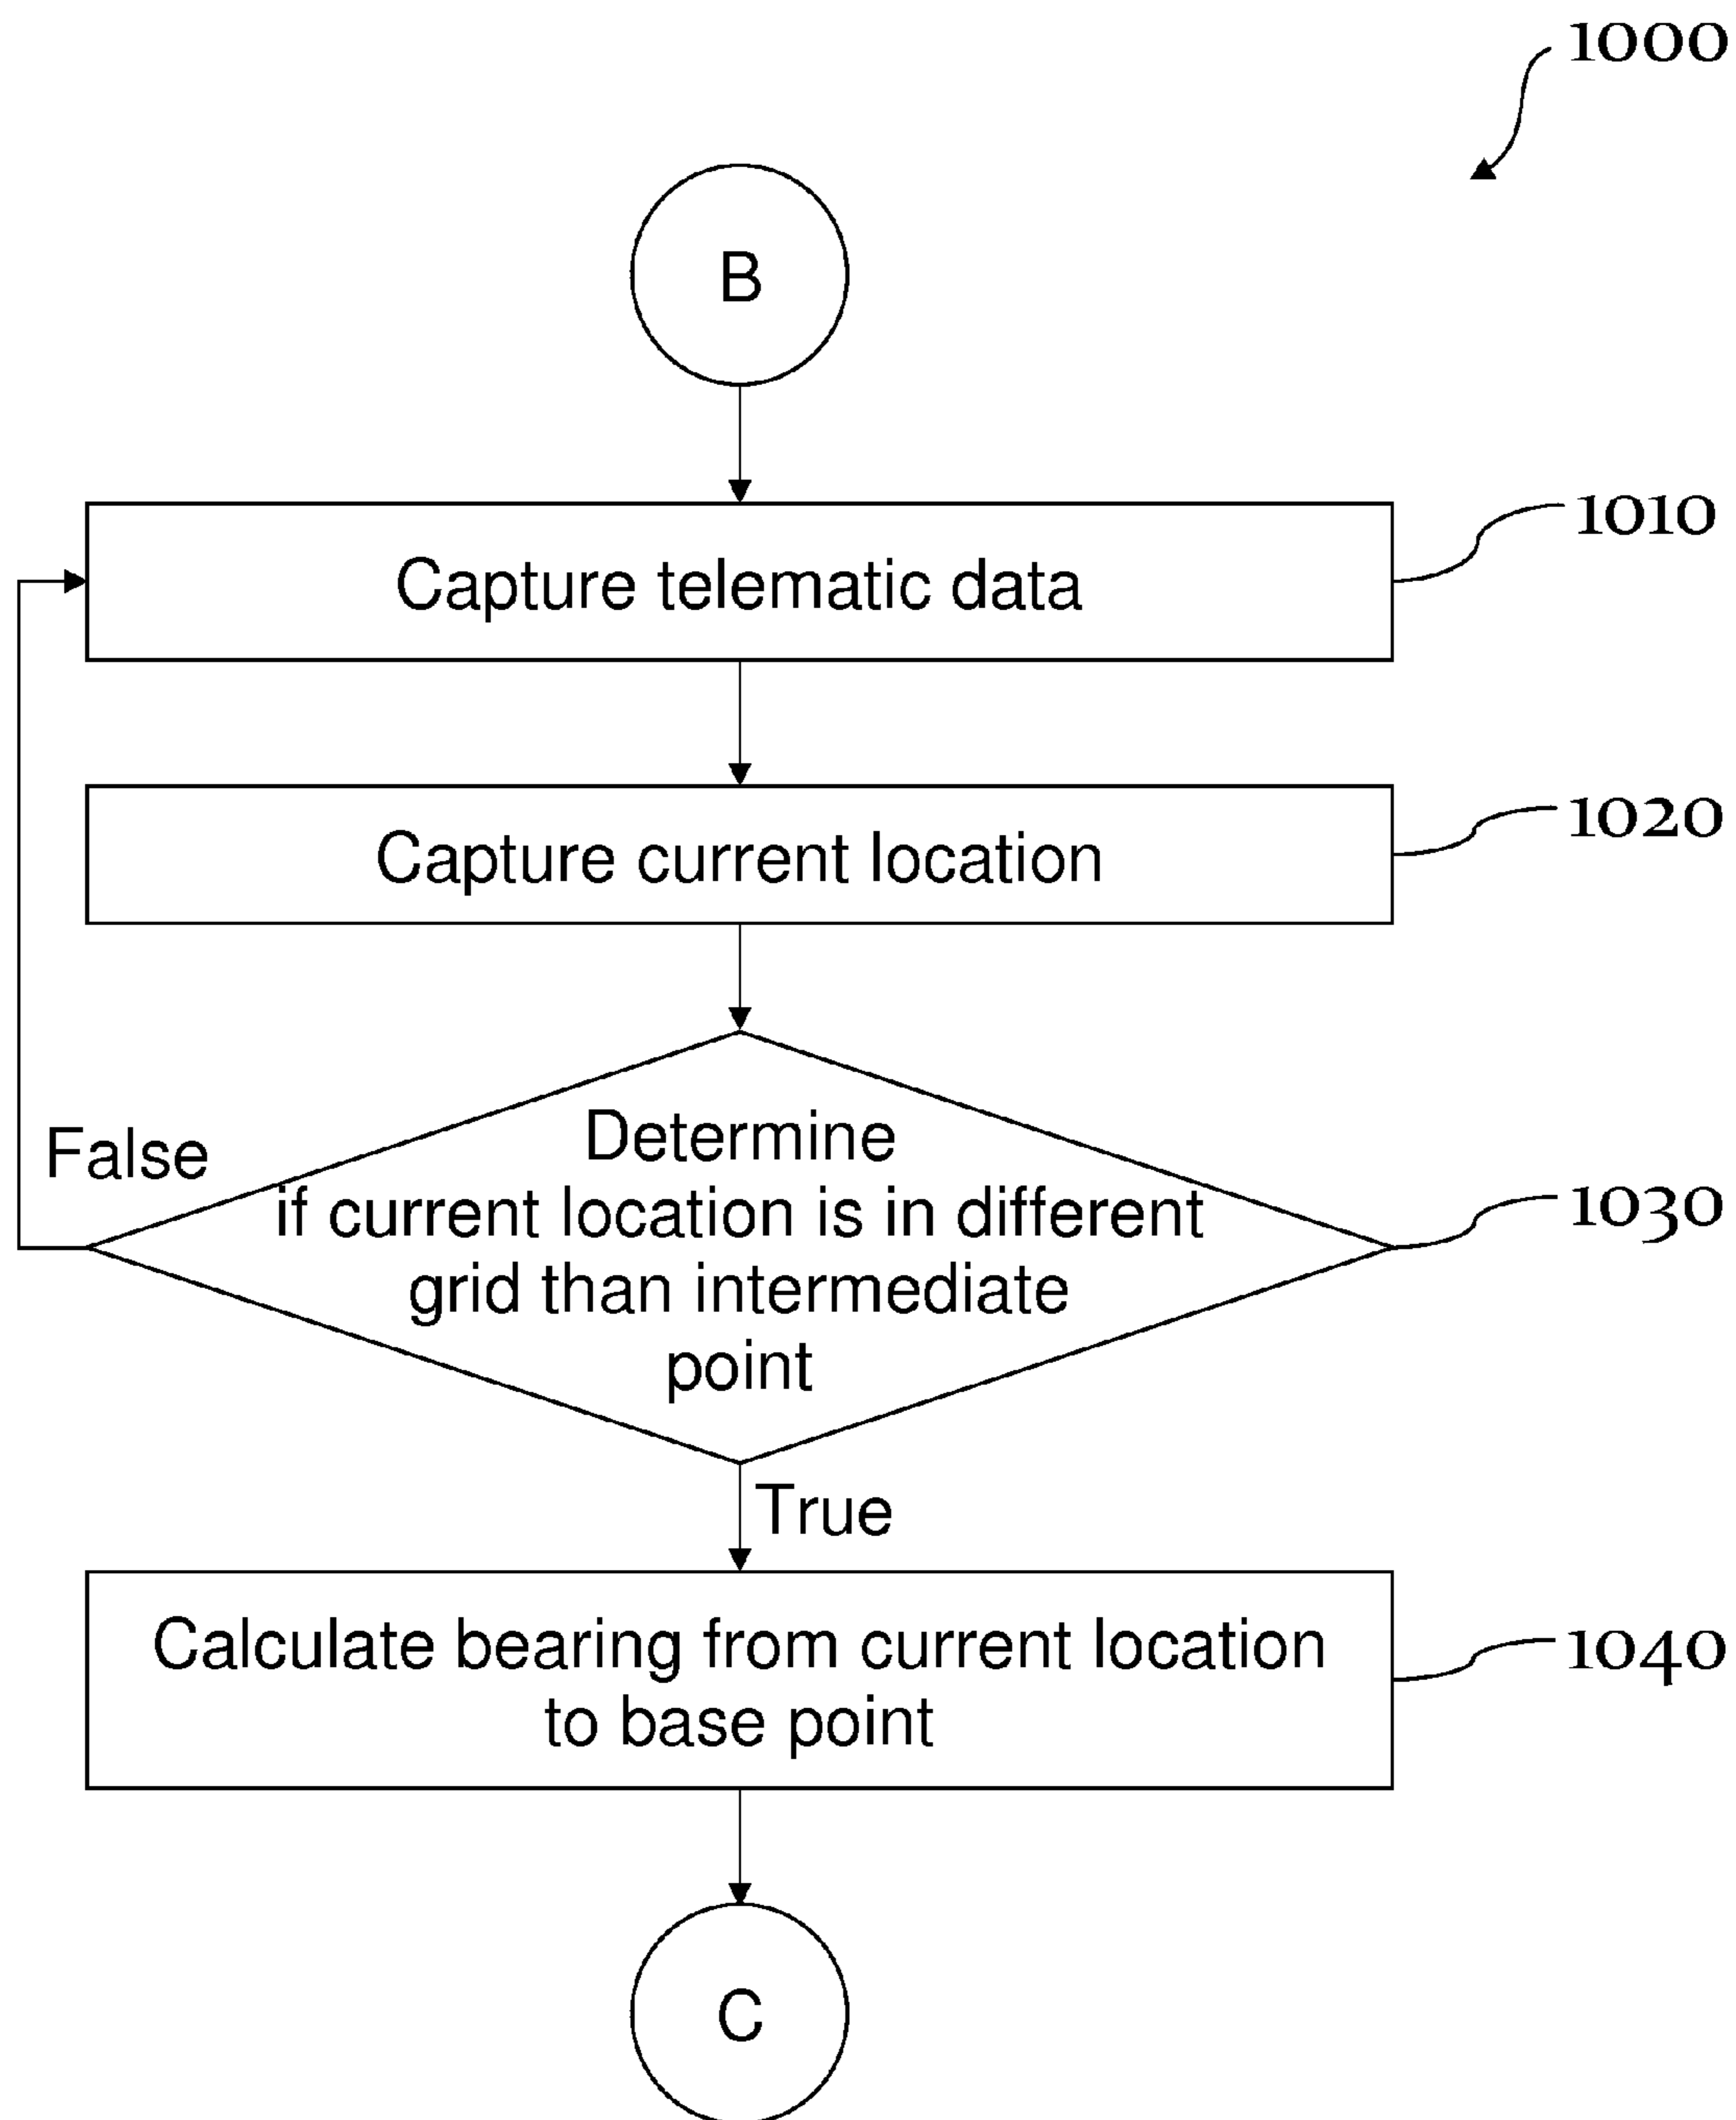 1000
B
Capture telematic data
1010
Capture current location
1020
False
Determine
if current location is in different
grid than intermediate
point
1030
True
Calculate bearing from current location
to base point
1040
C